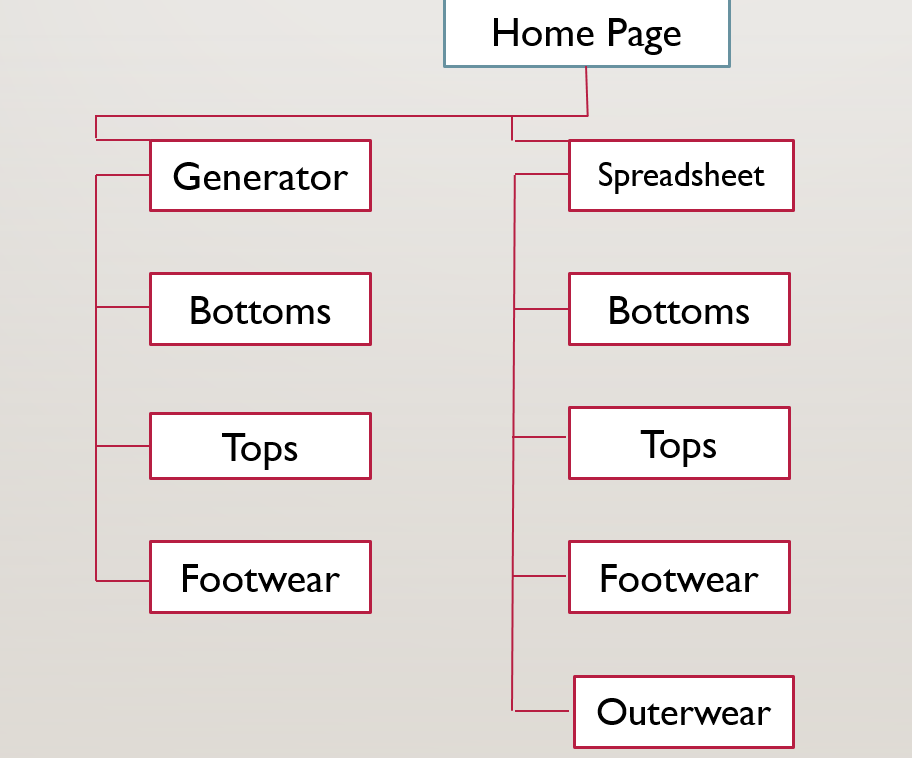 Home Page
Generator
Bottoms
Tops
Footwear
Spreadsheet
Bottoms
Tops
Footwear
Outerwear